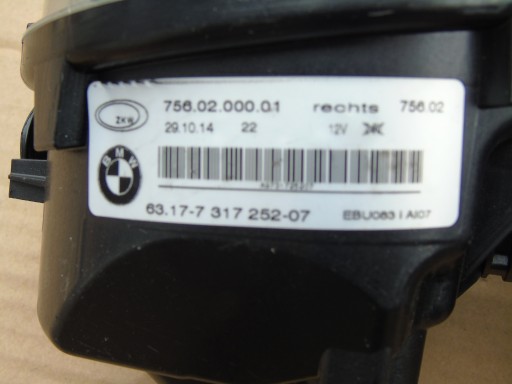 ZKW 756.02.000.01 rechts 756.02
29.10.14 22 12V
BMW
63.17-7 317 252-07 EBU083 I AI07